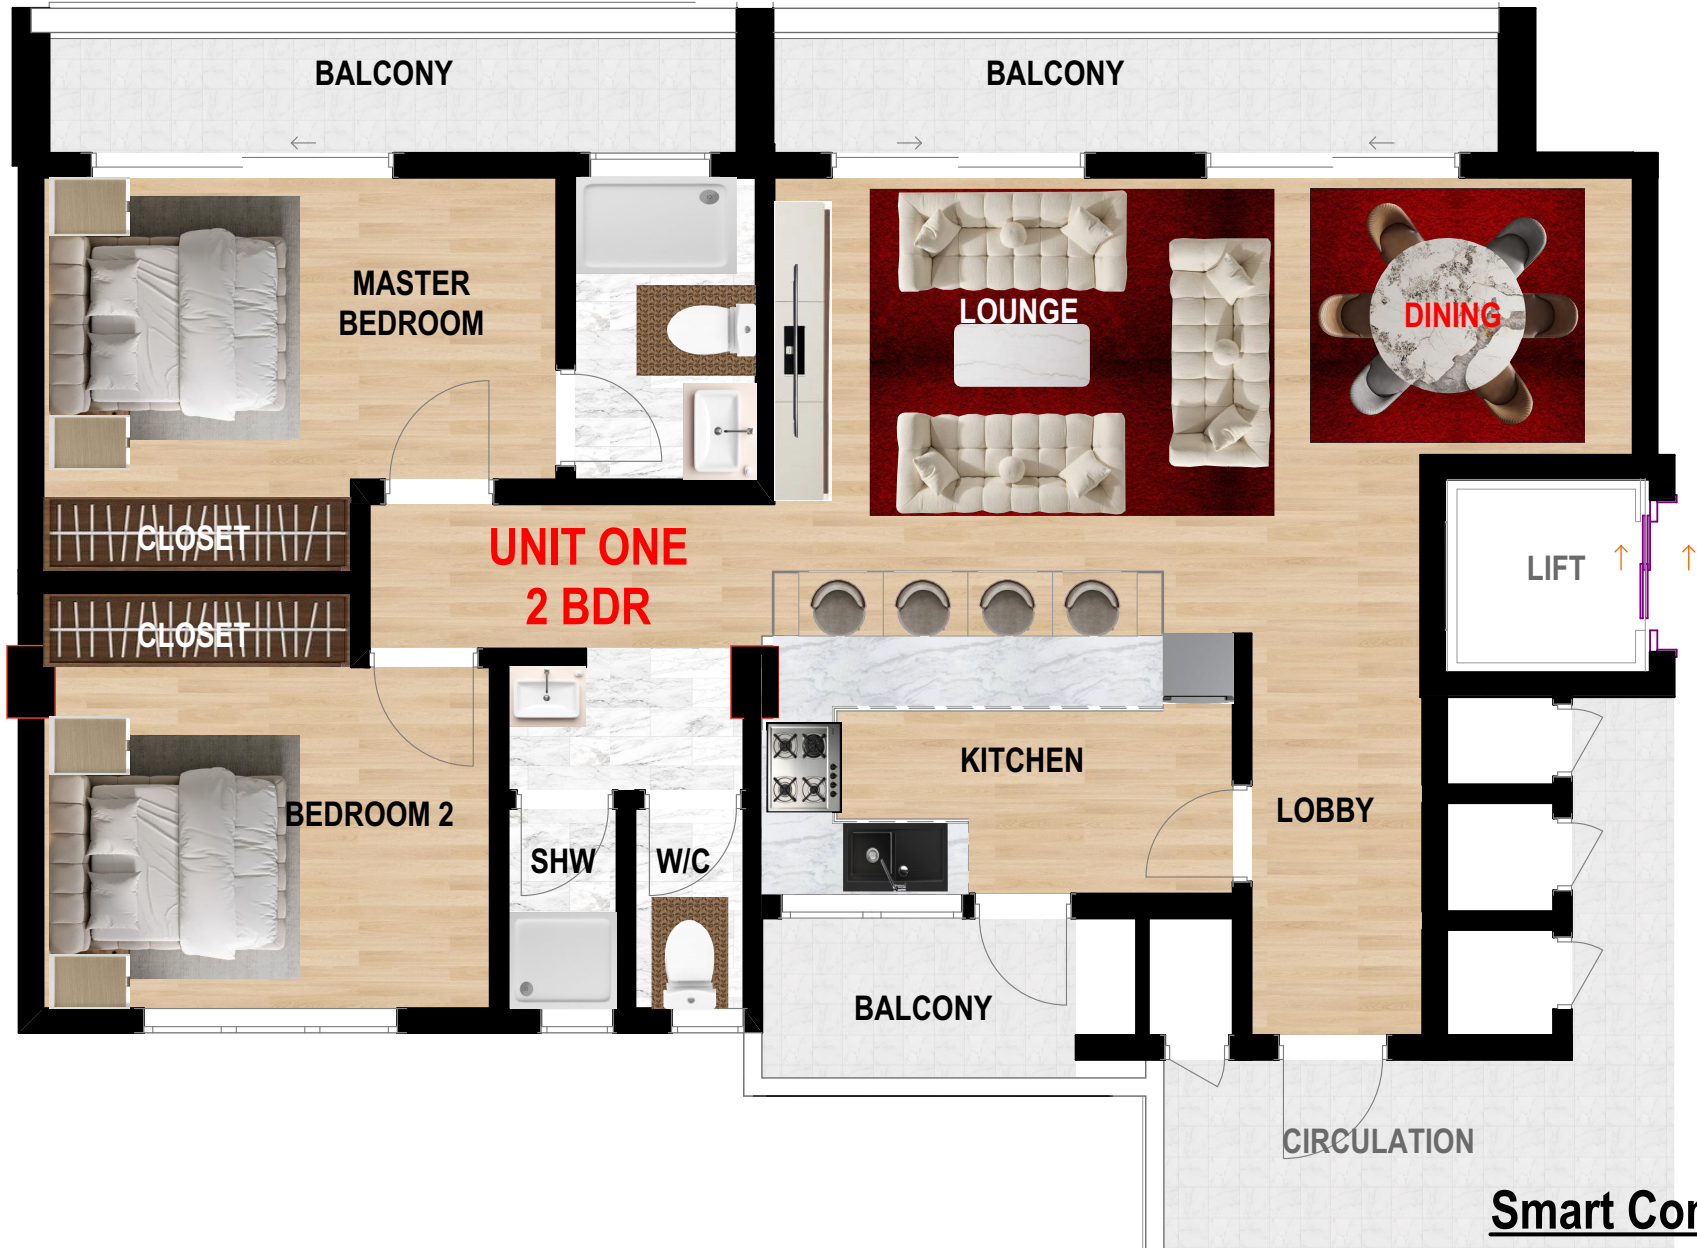 BALCONY
BALCONY
MASTER
BEDROOM
LOUNGE
DINING
CLOSET
UNIT ONE
2 BDR
LIFT
CLOSET
KITCHEN
BEDROOM 2
LOBBY
SHW
W/C
BALCONY
CIRCULATION
Smart